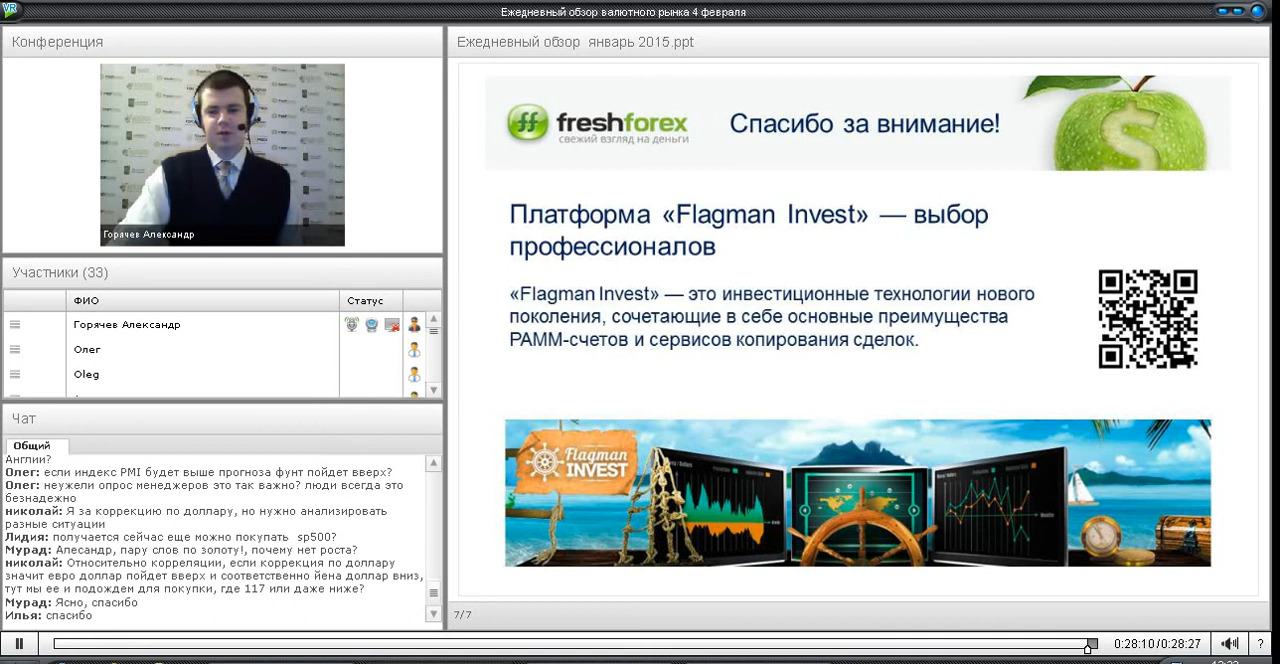 VR
Ежедневный обзор валютного рынка 4 февраля
Конференция
Горячев Александр
Участники (33)
ФИО Статус
Горячев Александр
Олег
Oleg
Чат
Общий
Англии?
Олег: если индекс PMI будет выше прогноза фунт пойдет вверх?
Олег: неужели опрос менеджеров это так важно? люди всегда это
безнадежно
николай: Я за коррекцию по доллару, но нужно анализировать
разные ситуации
Лидия: получается сейчас еще можно покупать sp500?
Мурад: Алесандр, пару слов по золоту!, почему нет роста?
николай: Относительно корреляции, если коррекция по доллару
значит евро доллар пойдет вверх и соответственно йена доллар вниз,
тут мы ее и подождем для покупки, где 117 или даже ниже?
Мурад: Ясно, спасибо
Илья: спасибо
Ежедневный обзор январь 2015.ppt
freshforex
свежий взгляд на деньги
Спасибо за внимание!
Платформа «Flagman Invest» — выбор
профессионалов
«Flagman Invest» — это инвестиционные технологии нового
поколения, сочетающие в себе основные преимущества
РАММ-счетов и сервисов копирования сделок.
Flagman
INVEST
7/7
0:28:10/0:28:27
?